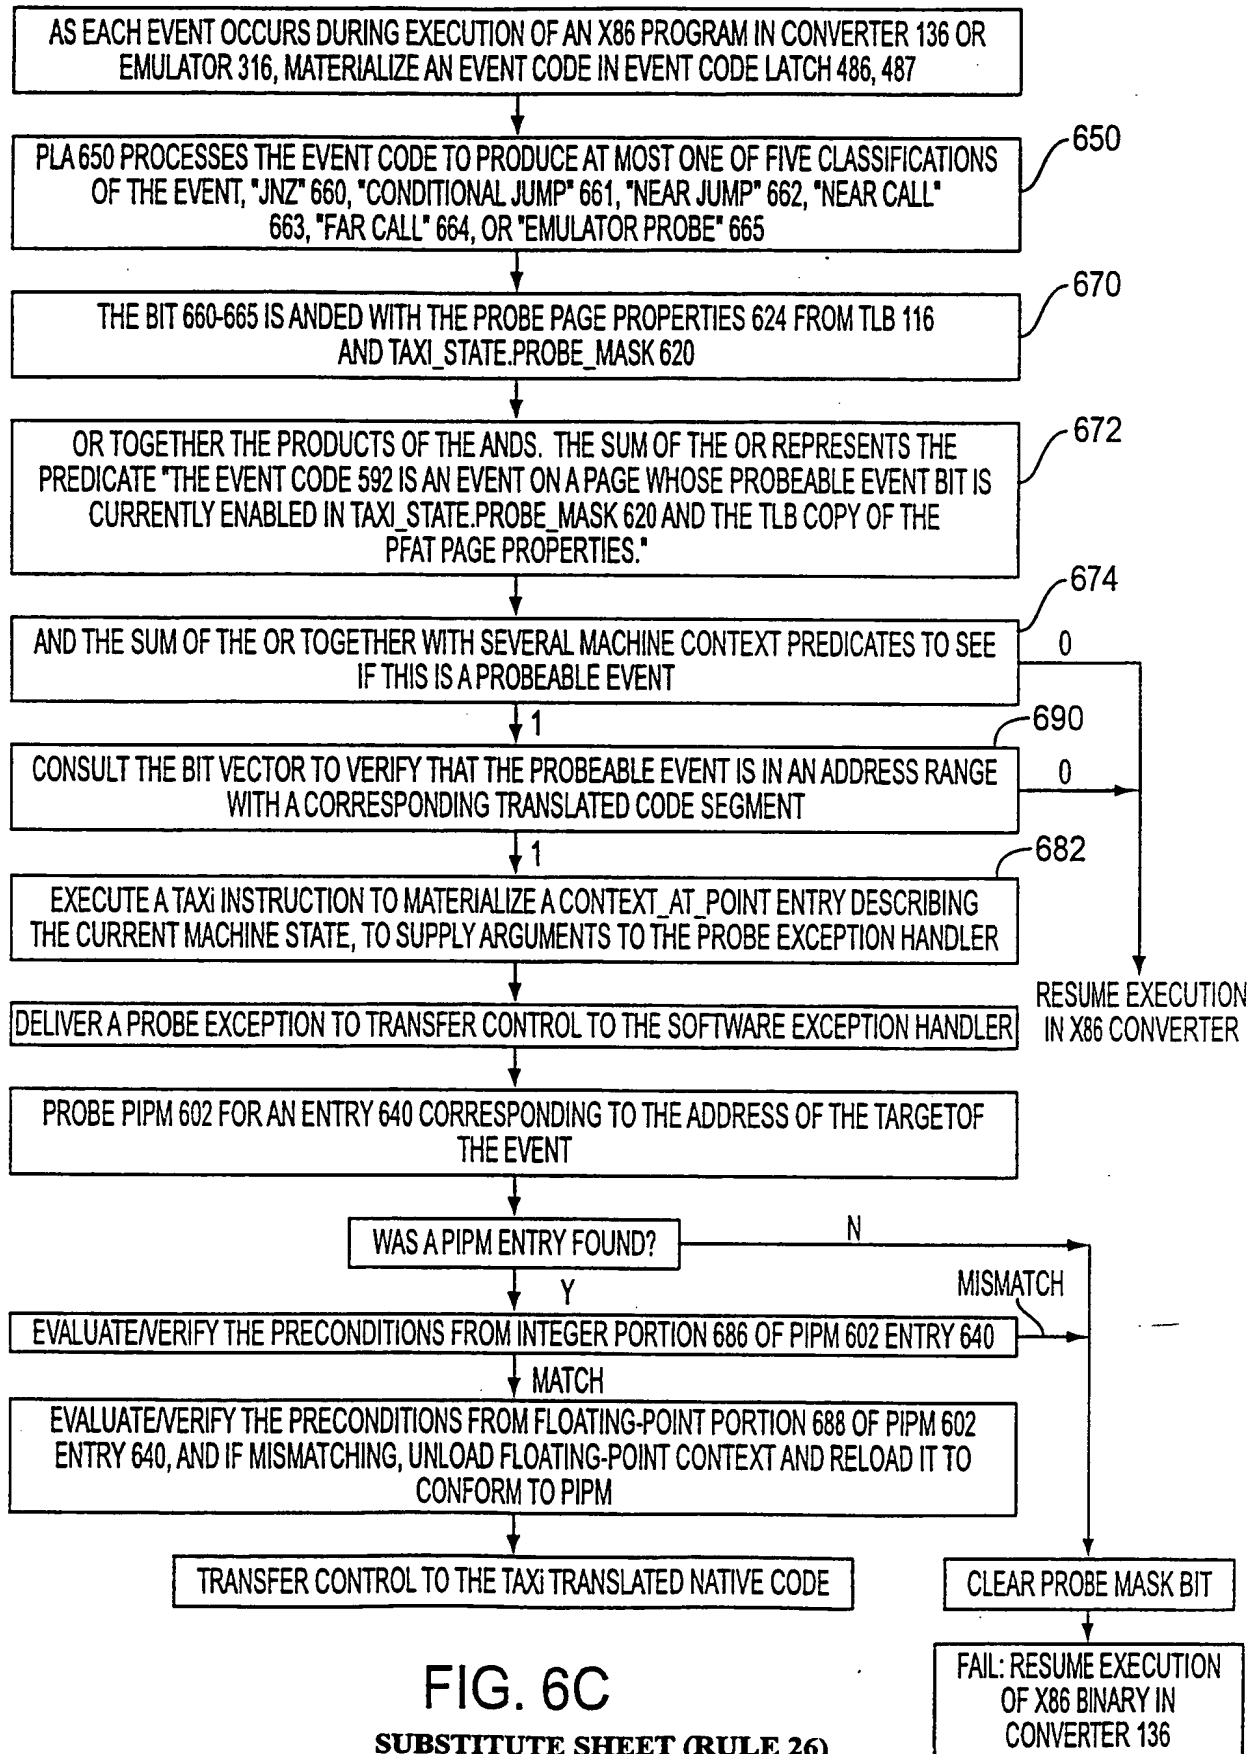 AS EACH EVENT OCCURS DURING EXECUTION OF AN X86 PROGRAM IN CONVERTER 136 OR
EMULATOR 316, MATERIALIZE AN EVENT CODE IN EVENT CODE LATCH 486, 487
650
PLA 650 PROCESSES THE EVENT CODE TO PRODUCE AT MOST ONE OF FIVE CLASSIFICATIONS
OF THE EVENT, "JNZ" 660, "CONDITIONAL JUMP" 661, "NEAR JUMP" 662, "NEAR CALL"
663, "FAR CALL" 664, OR "EMULATOR PROBE" 665
670
THE BIT 660-665 IS ANDED WITH THE PROBE PAGE PROPERTIES 624 FROM TLB 116
AND TAXI_STATE.PROBE_MASK 620
672
OR TOGETHER THE PRODUCTS OF THE ANDS. THE SUM OF THE OR REPRESENTS THE
PREDICATE "THE EVENT CODE 592 IS AN EVENT ON A PAGE WHOSE PROBEABLE EVENT BIT IS
CURRENTLY ENABLED IN TAXI_STATE.PROBE_MASK 620 AND THE TLB COPY OF THE
PFAT PAGE PROPERTIES."
674
AND THE SUM OF THE OR TOGETHER WITH SEVERAL MACHINE CONTEXT PREDICATES TO SEE
IF THIS IS A PROBEABLE EVENT
0
1
690
CONSULT THE BIT VECTOR TO VERIFY THAT THE PROBEABLE EVENT IS IN AN ADDRESS RANGE
WITH A CORRESPONDING TRANSLATED CODE SEGMENT
0
1
682
EXECUTE A TAXi INSTRUCTION TO MATERIALIZE A CONTEXT_AT_POINT ENTRY DESCRIBING
THE CURRENT MACHINE STATE, TO SUPPLY ARGUMENTS TO THE PROBE EXCEPTION HANDLER
RESUME EXECUTION
IN X86 CONVERTER
DELIVER A PROBE EXCEPTION TO TRANSFER CONTROL TO THE SOFTWARE EXCEPTION HANDLER
PROBE PIPM 602 FOR AN ENTRY 640 CORRESPONDING TO THE ADDRESS OF THE TARGETOF
THE EVENT
WAS A PIPM ENTRY FOUND?
N
Y
MISMATCH
EVALUATE/VERIFY THE PRECONDITIONS FROM INTEGER PORTION 686 OF PIPM 602 ENTRY 640
MATCH
EVALUATE/VERIFY THE PRECONDITIONS FROM FLOATING-POINT PORTION 688 OF PIPM 602
ENTRY 640, AND IF MISMATCHING, UNLOAD FLOATING-POINT CONTEXT AND RELOAD IT TO
CONFORM TO PIPM
TRANSFER CONTROL TO THE TAXi TRANSLATED NATIVE CODE
CLEAR PROBE MASK BIT
FAIL: RESUME EXECUTION
OF X86 BINARY IN
CONVERTER 136
FIG. 6C
SUBSTITUTE SHEET (RULE 26)